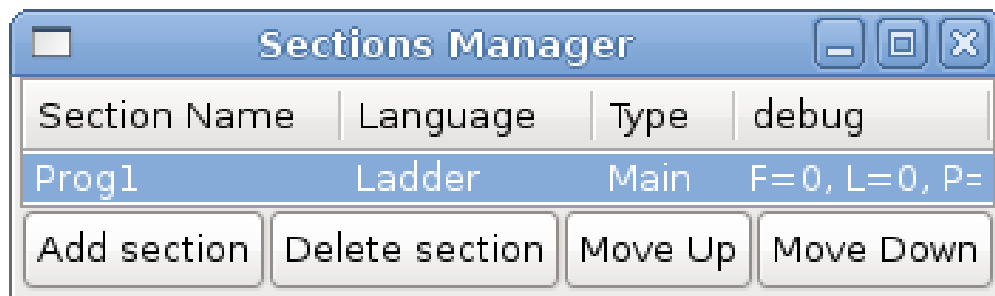 Sections Manager
Section Name Language Type debug
Prog1 Ladder Main F=0, L=0, P=
Add section Delete section Move Up Move Down